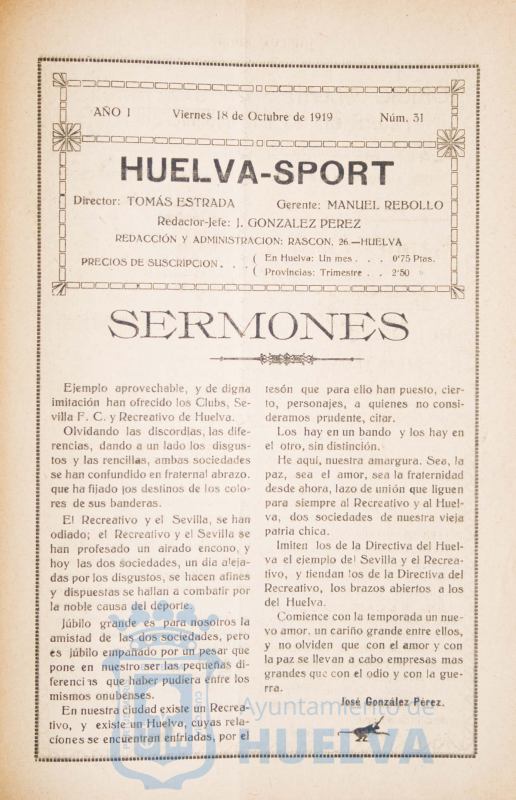 AÑO I
Viernes 18 de Octubre de 1919
Núm. 31
HUELVA-SPORT
Director: TOMÁS ESTRADA
Gerente: MANUEL REBOLLO
Redactor-Jefe: J. GONZALEZ PEREZ
REDACCIÓN Y ADMINISTRACION: RASCON, 26.—HUELVA
PRECIOS DE SUSCRIPCION. . .
( En Huelva: Un mes . . . 0'75 Ptas.
( Provincias: Trimestre . . 2'50
SERMONES
Ejemplo aprovechable, y de digna
imitación han ofrecido los Clubs, Se-
villa F. C. y Recreativo de Huelva.
Olvidando las discordias, las dife-
rencias, dando a un lado los disgus-
tos y las rencillas, ambas sociedades
se han confundido en fraternal abrazo.
que ha fijado los destinos de los colo-
res de sus banderas.
El Recreativo y el Sevilla, se han
odiado; el Recreativo y el Sevilla se
han profesado un airado encono, y
hoy las dos sociedades, un dia aleja-
das por los disgustos, se hacen afines
y dispuestas se hallan a combatir por
la noble causa del deporte.
Júbilo grande es para nosotros la
amistad de las dos sociedades, pero
es júbilo empañado por un pesar que
pone en nuestro ser las pequeñas di-
ferencias que haber pudiera entre los
mismos onubenses.
En nuestra ciudad existe un Recrea-
tivo, y existe un Huelva, cuyas rela-
ciones se encuentran enfriadas, por el
tesón que para ello han puesto, cier-
to, personajes, a quienes no consi-
deramos prudente, citar.
Los hay en un bando y los hay en
el otro, sin distinción.
He aquí, nuestra amargura. Sea, la
paz, sea el amor, sea la fraternidad
desde ahora, lazo de unión que liguen
para siempre al Recreativo y al Huel-
va, dos sociedades de nuestra vieja
patria chica.
Imiten los de la Directiva del Huel-
va el ejemplo del Sevilla y el Recrea-
tivo, y tiendan los de la Directiva del
Recreativo, los brazos abiertos a los
del Huelva.
Comience con la temporada un nue-
vo amor, un cariño grande entre ellos,
y no olviden que con el amor y con
la paz se llevan a cabo empresas mas
grandes que con el odio y con la gue-
rra.
José González Pérez.
Ayuntamiento de
HUELVA